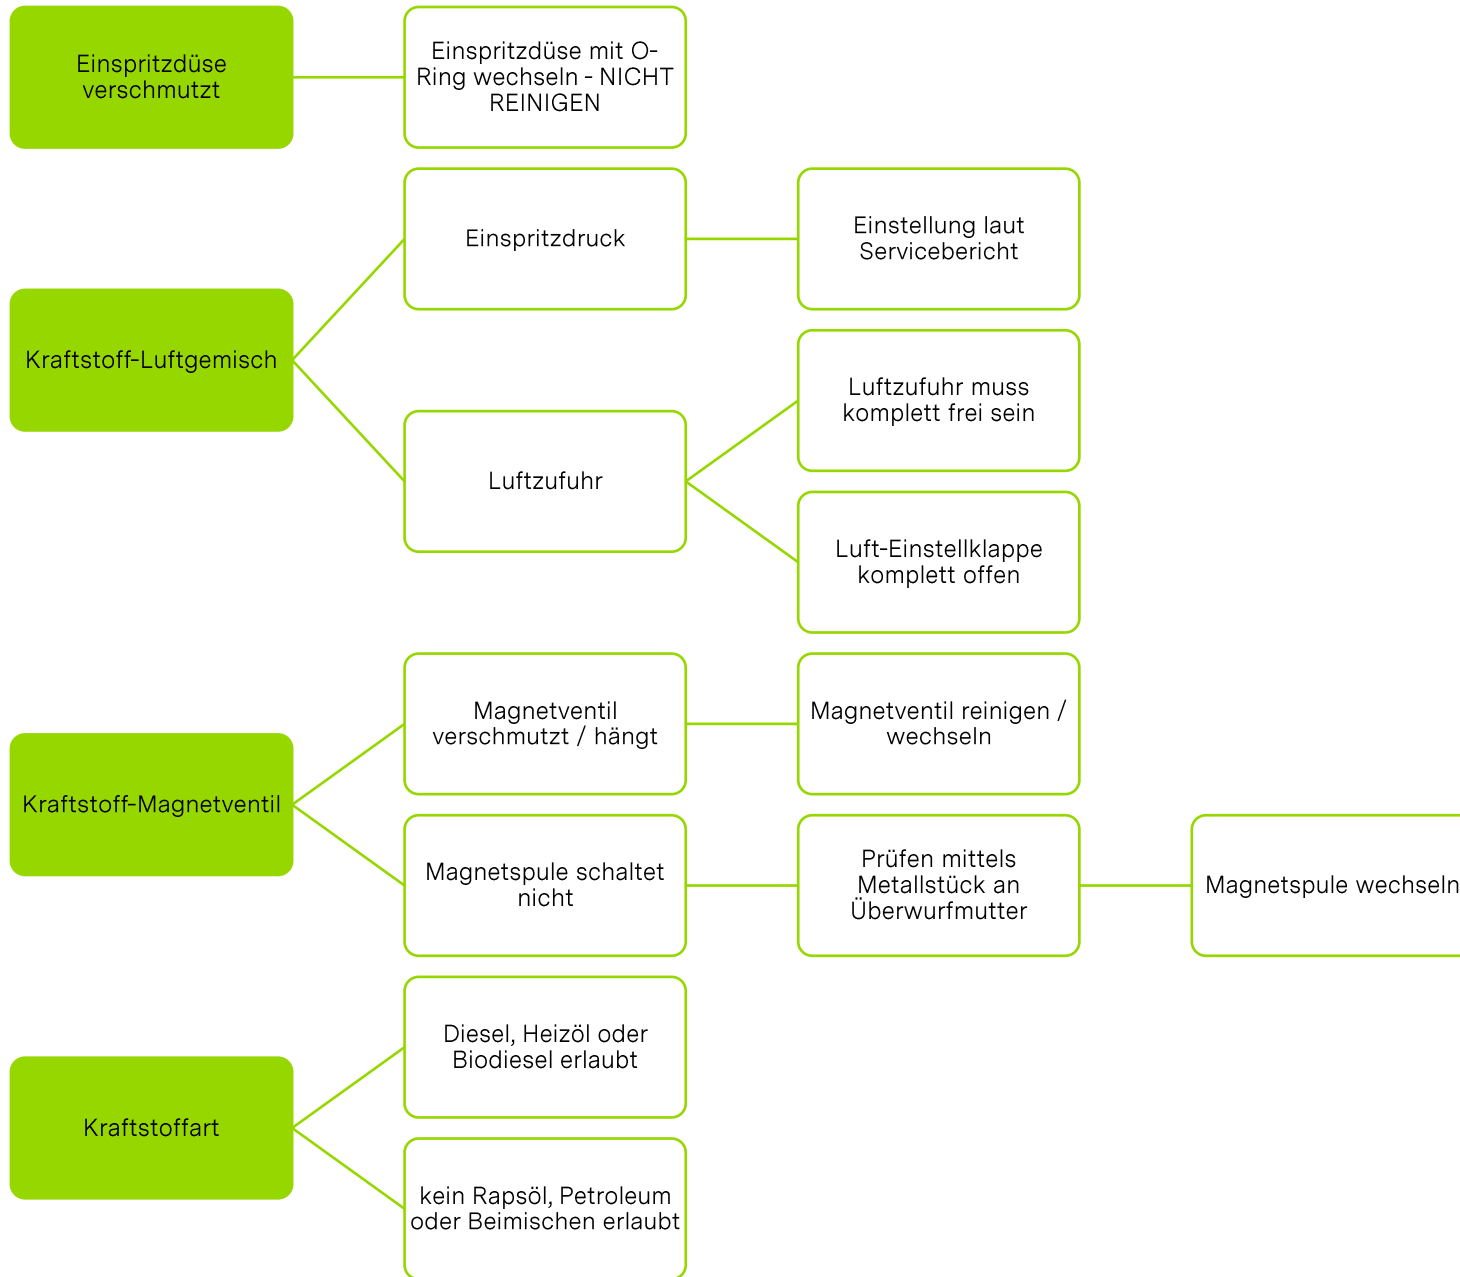 Einspritzdüse
verschmutzt
Einspritzdüse mit O-
Ring wechseln - NICHT
REINIGEN
Einspritzdruck
Einstellung laut
Servicebericht
Kraftstoff-Luftgemisch
Luftzufuhr muss
komplett frei sein
Luftzufuhr
Luft-Einstellklappe
komplett offen
Magnetventil
verschmutzt / hängt
Magnetventil reinigen /
wechseln
Kraftstoff-Magnetventil
Magnetspule schaltet
nicht
Prüfen mittels
Metallstück an
Überwurfmutter
Magnetspule wechseln
Diesel, Heizöl oder
Biodiesel erlaubt
Kraftstoffart
kein Rapsöl, Petroleum
oder Beimischen erlaubt